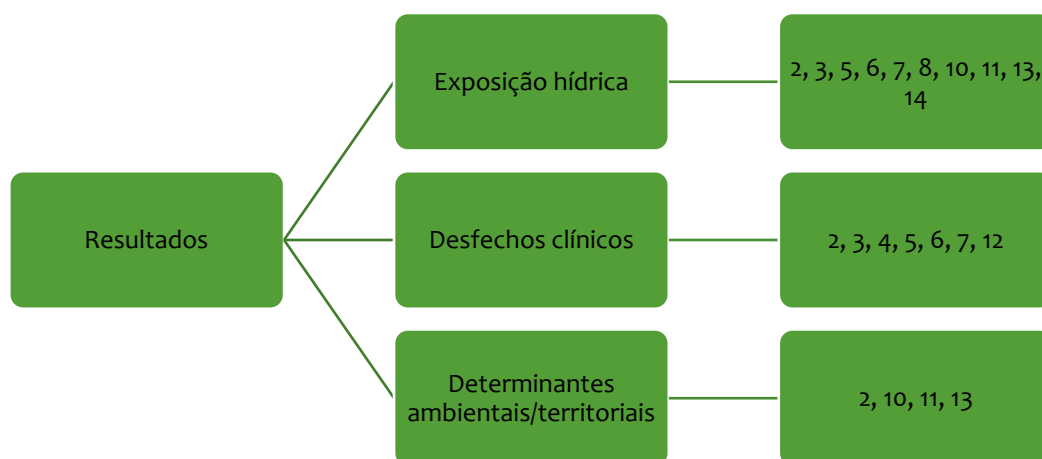 Resultados
Exposição hídrica
2, 3, 5, 6, 7, 8, 10, 11, 13,
14
Desfechos clínicos
2, 3, 4, 5, 6, 7, 12
Determinantes
ambientais/territoriais
2, 10, 11, 13